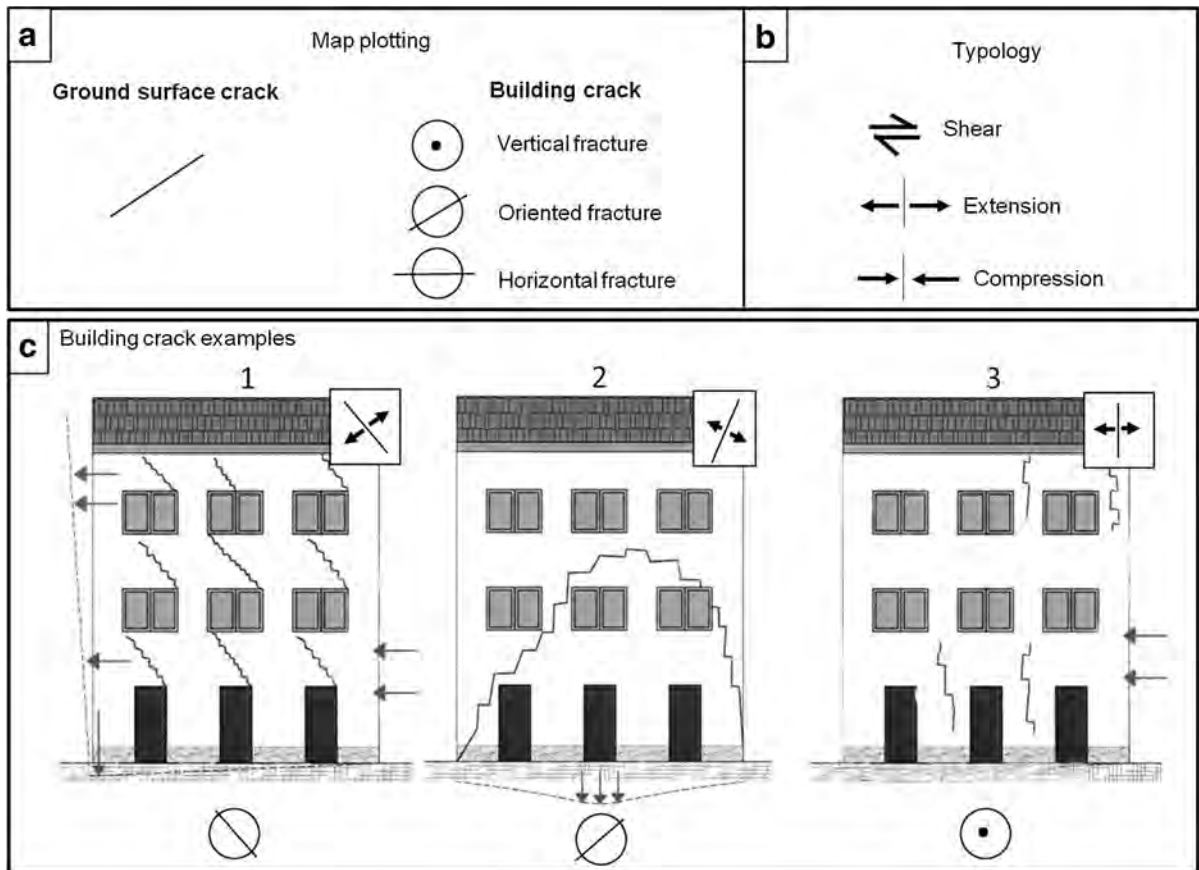 a
Map plotting
Ground surface crack
Building crack
Vertical fracture
Oriented fracture
Horizontal fracture
b
Typology
Shear
Extension
Compression
c
Building crack examples
1
2
3